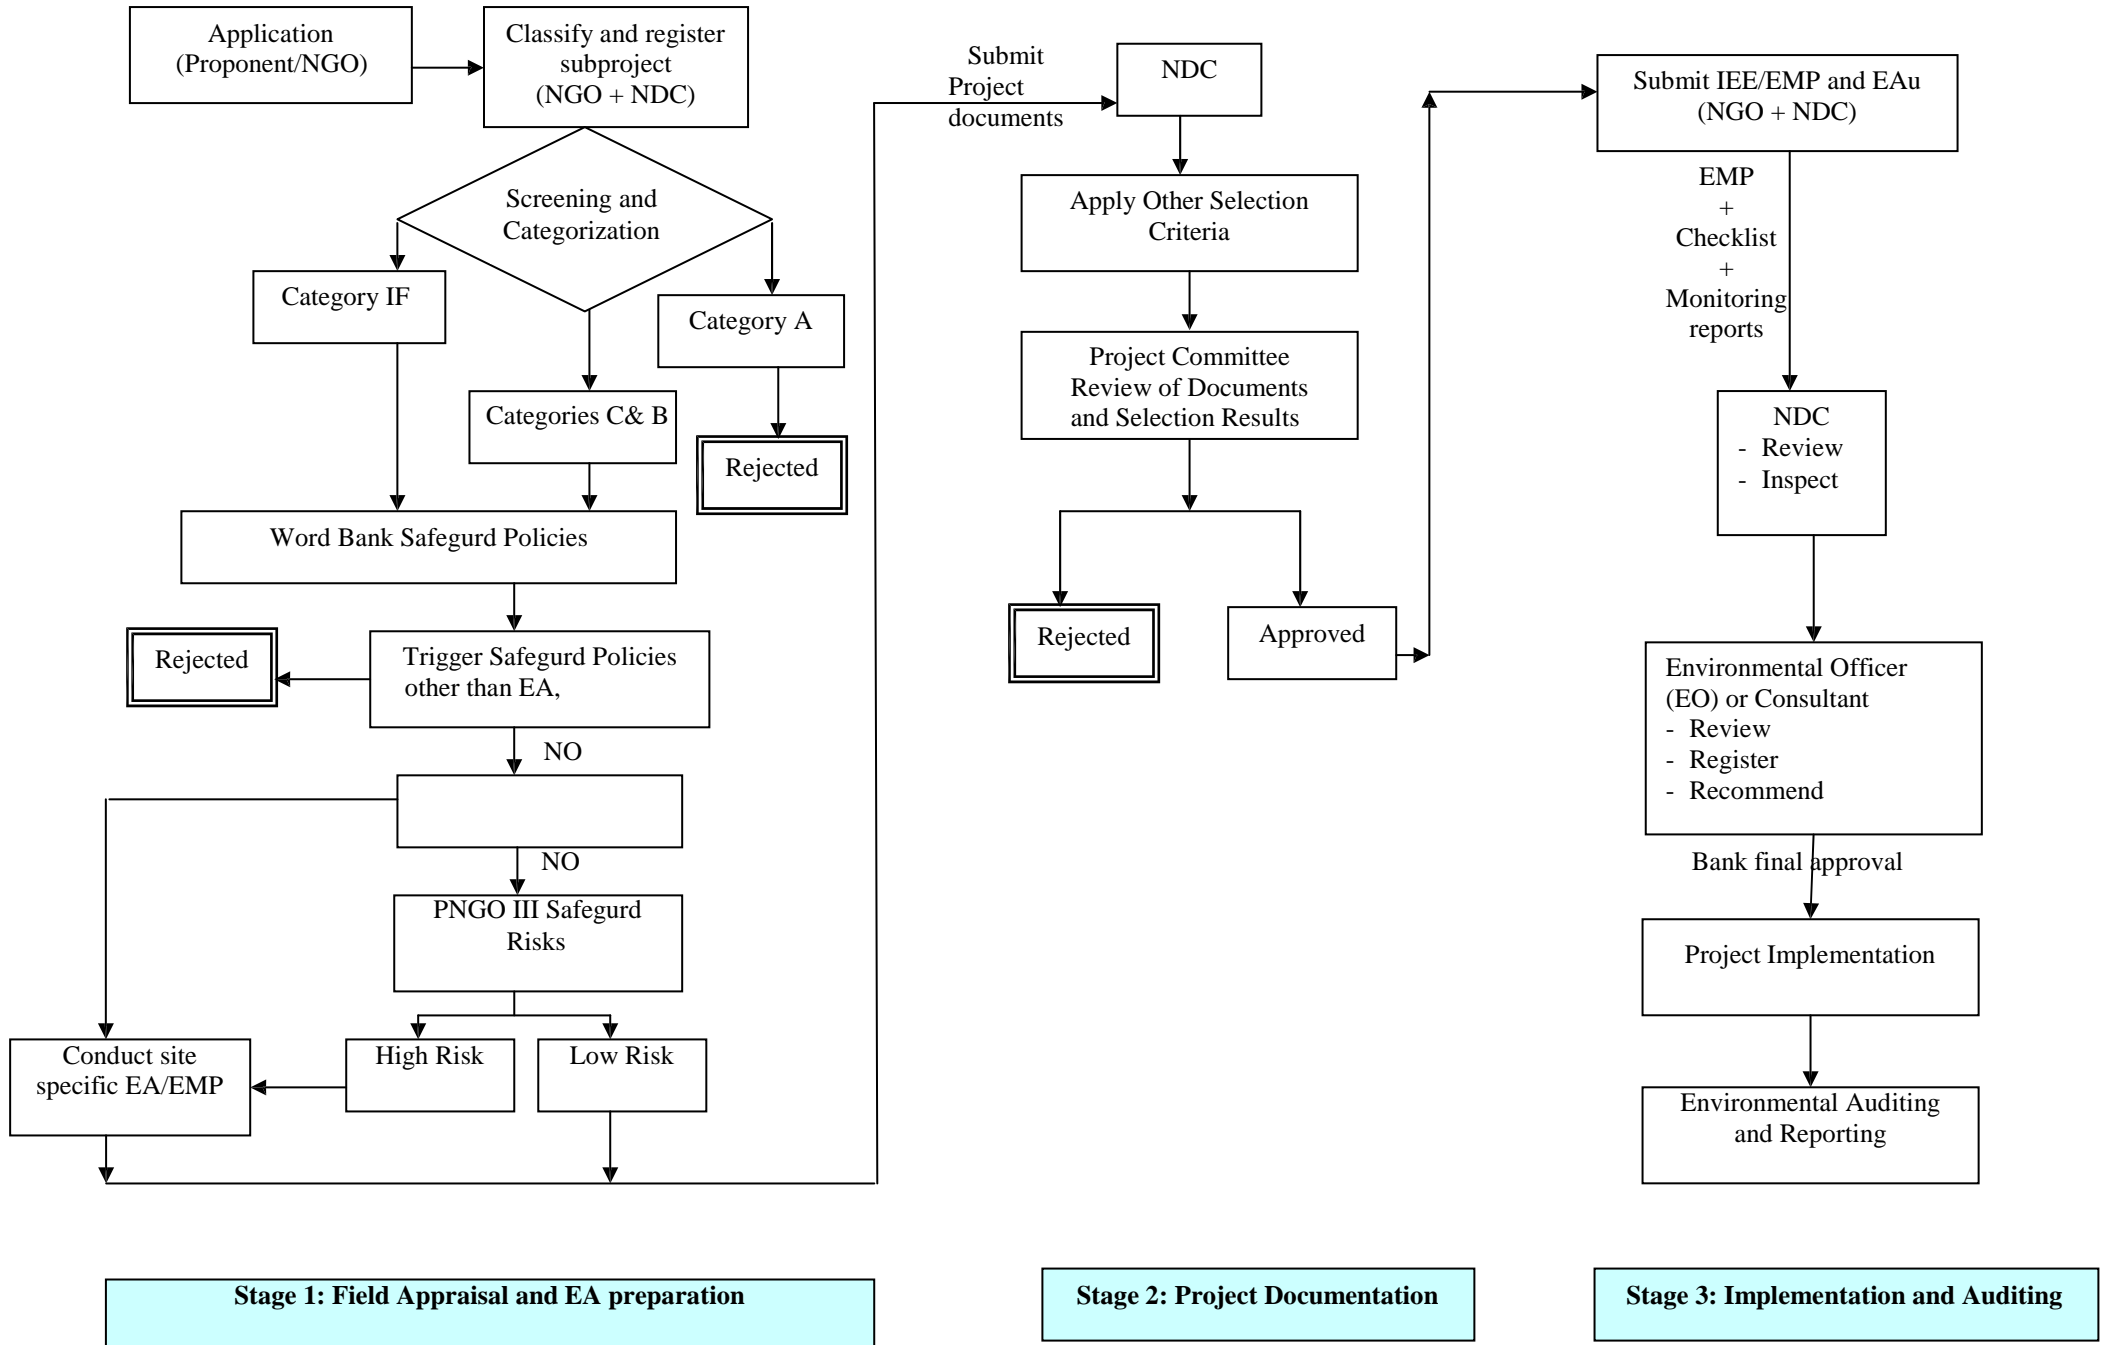 Application
(Proponent/NGO)
Classify and register
subproject
(NGO + NDC)
Screening and
Categorization
Category IF
Category A
Categories C& B
Rejected
Word Bank Safegurd Policies
Rejected
Trigger Safegurd Policies
other than EA,
NO
NO
PNGO III Safegurd
Risks
Conduct site
specific EA/EMP
High Risk
Low Risk
Stage 1: Field Appraisal and EA preparation
Submit
Project
documents
NDC
Apply Other Selection
Criteria
Project Committee
Review of Documents
and Selection Results
Rejected
Approved
Stage 2: Project Documentation
Submit IEE/EMP and EAu
(NGO + NDC)
EMP
+
Checklist
+
Monitoring
reports
NDC
- Review
- Inspect
Environmental Officer
(EO) or Consultant
- Review
- Register
- Recommend
Bank final approval
Project Implementation
Environmental Auditing
and Reporting
Stage 3: Implementation and Auditing